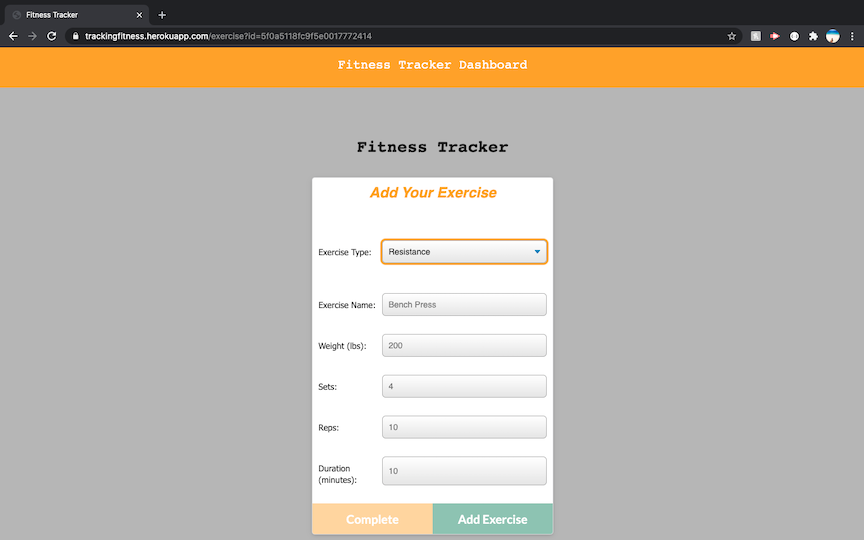 Fitness Tracker
trackingfitness.herokuapp.com/exercise?id=5f0a5118fc9f5e0017772414
Fitness Tracker Dashboard
Fitness Tracker
Add Your Exercise
Exercise Type: Resistance
Exercise Name: Bench Press
Weight (lbs): 200
Sets: 4
Reps: 10
Duration
(minutes): 10
Complete Add Exercise